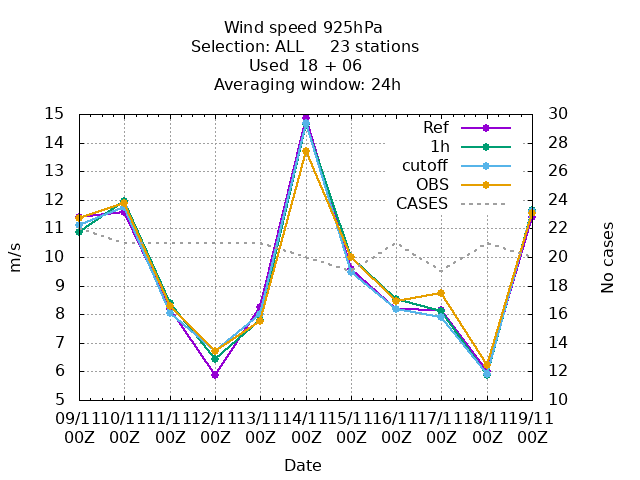 Wind speed 925hPa
Selection: ALL 23 stations
Used 18 + 06
Averaging window: 24h
15 30
14 28
13 26
12 24
11 22
10 20
9 18
8 16
7 14
6 12
5 10
m/s
No cases
Ref
1h
cutoff
OBS
CASES
09/11 10/11 11/11 12/11 13/11 14/11 15/11 16/11 17/11 18/11 19/11
00Z 00Z 00Z 00Z 00Z 00Z 00Z 00Z 00Z 00Z 00Z
Date